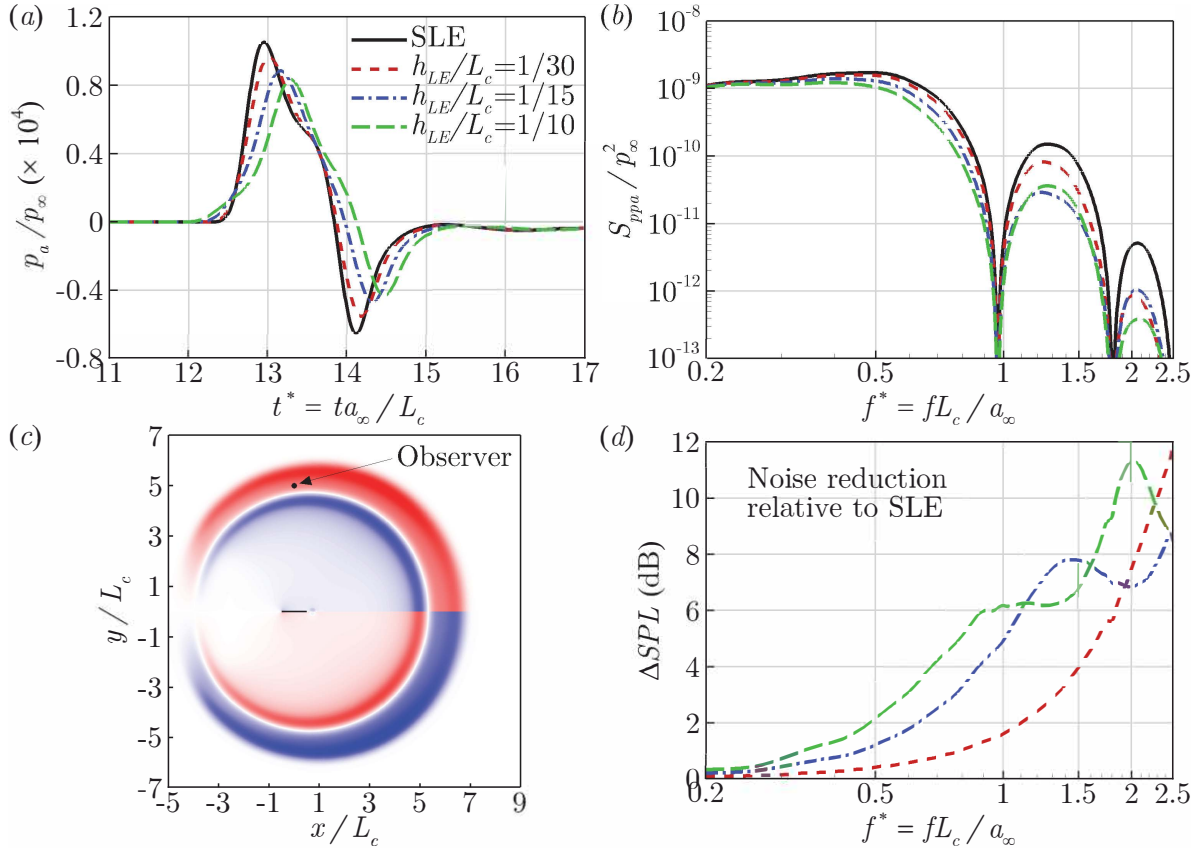 (a)
1.2
0.8
0.4
0
-0.4
-0.8
p_a/p_∞ (× 10^4)
SLE
h_LE/L_c=1/30
h_LE/L_c=1/15
h_LE/L_c=1/10
11 12 13 14 15 16 17
t^* = ta_∞/L_c
(b)
10^-8
10^-9
10^-10
10^-11
10^-12
10^-13
S_ppa/p_∞^2
0.2 0.5 1 1.5 2 2.5
f^* = fL_c/a_∞
(c)
7
5
3
1
-1
-3
-5
-7
y/L_c
Observer
-5 -3 -1 1 3 5 7 9
x/L_c
(d)
12
10
8
6
4
2
0
ΔSPL (dB)
Noise reduction
relative to SLE
0.2 0.5 1 1.5 2 2.5
f^* = fL_c/a_∞